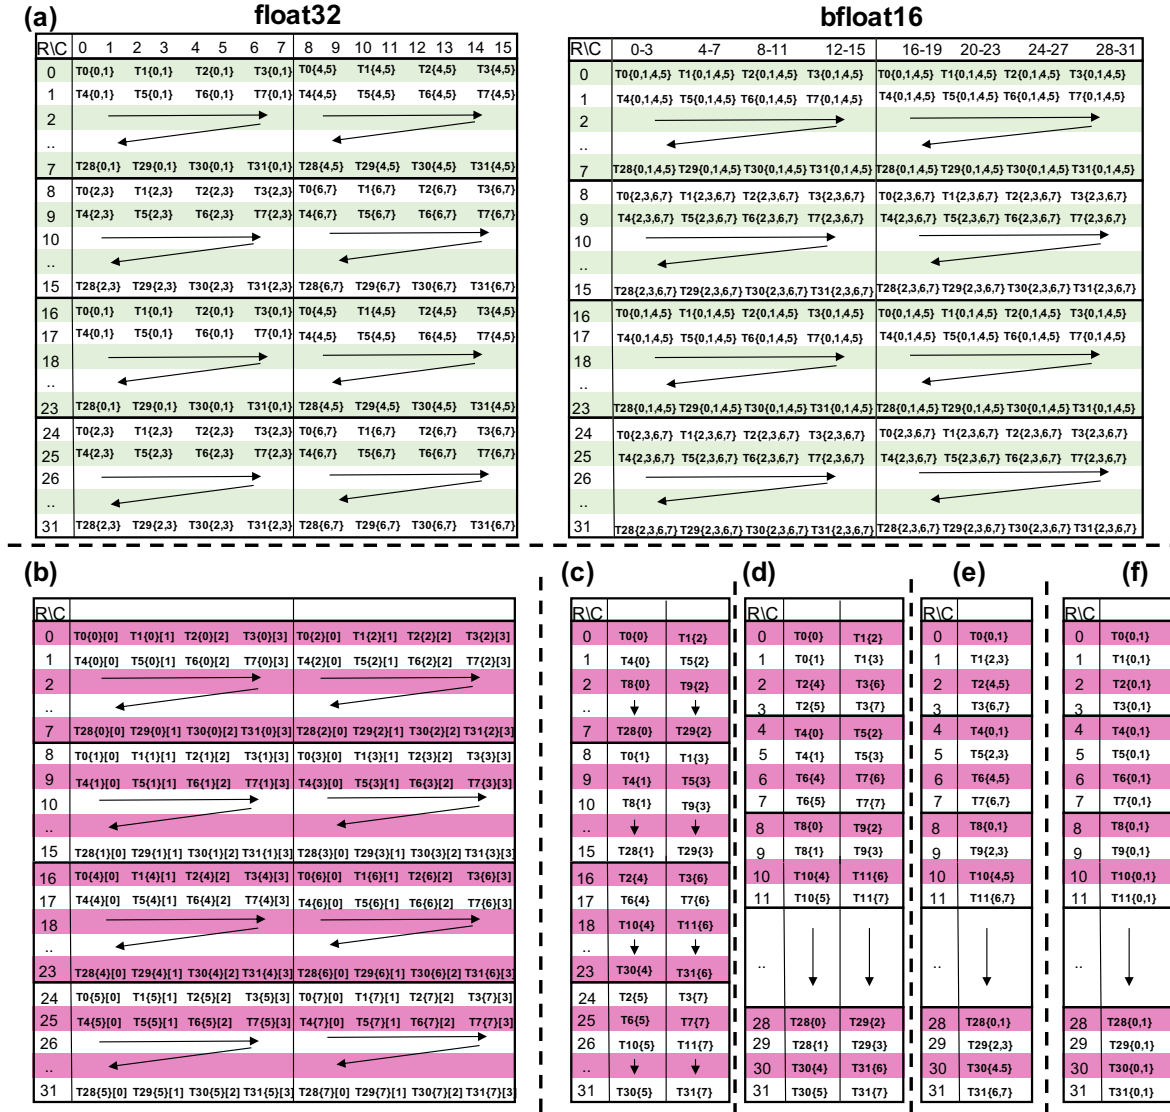 (a) float32 bfloat16
R\C 0 1 2 3 4 5 6 7 8 9 10 11 12 13 14 15
0 T0{0,1} T1{0,1} T2{0,1} T3{0,1} T0{4,5} T1{4,5} T2{4,5} T3{4,5}
1 T4{0,1} T5{0,1} T6{0,1} T7{0,1} T4{4,5} T5{4,5} T6{4,5} T7{4,5}
2
..
7 T28{0,1} T29{0,1} T30{0,1} T31{0,1} T28{4,5} T29{4,5} T30{4,5} T31{4,5}
8 T0{2,3} T1{2,3} T2{2,3} T3{2,3} T0{6,7} T1{6,7} T2{6,7} T3{6,7}
9 T4{2,3} T5{2,3} T6{2,3} T7{2,3} T4{6,7} T5{6,7} T6{6,7} T7{6,7}
10
..
15 T28{2,3} T29{2,3} T30{2,3} T31{2,3} T28{6,7} T29{6,7} T30{6,7} T31{6,7}
16 T0{0,1} T1{0,1} T2{0,1} T3{0,1} T0{4,5} T1{4,5} T2{4,5} T3{4,5}
17 T4{0,1} T5{0,1} T6{0,1} T7{0,1} T4{4,5} T5{4,5} T6{4,5} T7{4,5}
18
..
23 T28{0,1} T29{0,1} T30{0,1} T31{0,1} T28{4,5} T29{4,5} T30{4,5} T31{4,5}
24 T0{2,3} T1{2,3} T2{2,3} T3{2,3} T0{6,7} T1{6,7} T2{6,7} T3{6,7}
25 T4{2,3} T5{2,3} T6{2,3} T7{2,3} T4{6,7} T5{6,7} T6{6,7} T7{6,7}
26
..
31 T28{2,3} T29{2,3} T30{2,3} T31{2,3} T28{6,7} T29{6,7} T30{6,7} T31{6,7}
R\C 0-3 4-7 8-11 12-15 16-19 20-23 24-27 28-31
0 T0{0,1,4,5} T1{0,1,4,5} T2{0,1,4,5} T3{0,1,4,5} T0{0,1,4,5} T1{0,1,4,5} T2{0,1,4,5} T3{0,1,4,5}
1 T4{0,1,4,5} T5{0,1,4,5} T6{0,1,4,5} T7{0,1,4,5} T4{0,1,4,5} T5{0,1,4,5} T6{0,1,4,5} T7{0,1,4,5}
2
..
7 T28{0,1,4,5} T29{0,1,4,5} T30{0,1,4,5} T31{0,1,4,5} T28{0,1,4,5} T29{0,1,4,5} T30{0,1,4,5} T31{0,1,4,5}
8 T0{2,3,6,7} T1{2,3,6,7} T2{2,3,6,7} T3{2,3,6,7} T0{2,3,6,7} T1{2,3,6,7} T2{2,3,6,7} T3{2,3,6,7}
9 T4{2,3,6,7} T5{2,3,6,7} T6{2,3,6,7} T7{2,3,6,7} T4{2,3,6,7} T5{2,3,6,7} T6{2,3,6,7} T7{2,3,6,7}
10
..
15 T28{2,3,6,7} T29{2,3,6,7} T30{2,3,6,7} T31{2,3,6,7} T28{2,3,6,7} T29{2,3,6,7} T30{2,3,6,7} T31{2,3,6,7}
16 T0{0,1,4,5} T1{0,1,4,5} T2{0,1,4,5} T3{0,1,4,5} T0{0,1,4,5} T1{0,1,4,5} T2{0,1,4,5} T3{0,1,4,5}
17 T4{0,1,4,5} T5{0,1,4,5} T6{0,1,4,5} T7{0,1,4,5} T4{0,1,4,5} T5{0,1,4,5} T6{0,1,4,5} T7{0,1,4,5}
18
..
23 T28{0,1,4,5} T29{0,1,4,5} T30{0,1,4,5} T31{0,1,4,5} T28{0,1,4,5} T29{0,1,4,5} T30{0,1,4,5} T31{0,1,4,5}
24 T0{2,3,6,7} T1{2,3,6,7} T2{2,3,6,7} T3{2,3,6,7} T0{2,3,6,7} T1{2,3,6,7} T2{2,3,6,7} T3{2,3,6,7}
25 T4{2,3,6,7} T5{2,3,6,7} T6{2,3,6,7} T7{2,3,6,7} T4{2,3,6,7} T5{2,3,6,7} T6{2,3,6,7} T7{2,3,6,7}
26
..
31 T28{2,3,6,7} T29{2,3,6,7} T30{2,3,6,7} T31{2,3,6,7} T28{2,3,6,7} T29{2,3,6,7} T30{2,3,6,7} T31{2,3,6,7}
(b)
R\C
0 T0{0}[0] T1{0}[1] T2{0}[2] T3{0}[3] T0{2}[0] T1{2}[1] T2{2}[2] T3{2}[3]
1 T4{0}[0] T5{0}[1] T6{0}[2] T7{0}[3] T4{2}[0] T5{2}[1] T6{2}[2] T7{2}[3]
2
..
7 T28{0}[0] T29{0}[1] T30{0}[2] T31{0}[3] T28{2}[0] T29{2}[1] T30{2}[2] T31{2}[3]
8 T0{1}[0] T1{1}[1] T2{1}[2] T3{1}[3] T0{3}[0] T1{3}[1] T2{3}[2] T3{3}[3]
9 T4{1}[0] T5{1}[1] T6{1}[2] T7{1}[3] T4{3}[0] T5{3}[1] T6{3}[2] T7{3}[3]
10
..
15 T28{1}[0] T29{1}[1] T30{1}[2] T31{1}[3] T28{3}[0] T29{3}[1] T30{3}[2] T31{3}[3]
16 T0{4}[0] T1{4}[1] T2{4}[2] T3{4}[3] T0{6}[0] T1{6}[1] T2{6}[2] T3{6}[3]
17 T4{4}[0] T5{4}[1] T6{4}[2] T7{4}[3] T4{6}[0] T5{6}[1] T6{6}[2] T7{6}[3]
18
..
23 T28{4}[0] T29{4}[1] T30{4}[2] T31{4}[3] T28{6}[0] T29{6}[1] T30{6}[2] T31{6}[3]
24 T0{5}[0] T1{5}[1] T2{5}[2] T3{5}[3] T0{7}[0] T1{7}[1] T2{7}[2] T3{7}[3]
25 T4{5}[0] T5{5}[1] T6{5}[2] T7{5}[3] T4{7}[0] T5{7}[1] T6{7}[2] T7{7}[3]
26
..
31 T28{5}[0] T29{5}[1] T30{5}[2] T31{5}[3] T28{7}[0] T29{7}[1] T30{7}[2] T31{7}[3]
(c)
R\C
0 T0{0} T1{2}
1 T4{0} T5{2}
2 T8{0} T9{2}
..
7 T28{0} T29{2}
8 T0{1} T1{3}
9 T4{1} T5{3}
10 T8{1} T9{3}
..
15 T28{1} T29{3}
16 T2{4} T3{6}
17 T6{4} T7{6}
18 T10{4} T11{6}
..
23 T30{4} T31{6}
24 T2{5} T3{7}
25 T6{5} T7{7}
26 T10{5} T11{7}
..
31 T30{5} T31{7}
(d)
R\C
0 T0{0} T1{2}
1 T0{1} T1{3}
2 T2{4} T3{6}
3 T2{5} T3{7}
4 T4{0} T5{2}
5 T4{1} T5{3}
6 T6{4} T7{6}
7 T6{5} T7{7}
8 T8{0} T9{2}
9 T8{1} T9{3}
10 T10{4} T11{6}
11 T10{5} T11{7}
..
28 T28{0} T29{2}
29 T28{1} T29{3}
30 T30{4} T31{6}
31 T30{5} T31{7}
(e)
R\C
0 T0{0,1}
1 T1{2,3}
2 T2{4,5}
3 T3{6,7}
4 T4{0,1}
5 T5{2,3}
6 T6{4,5}
7 T7{6,7}
8 T8{0,1}
9 T9{2,3}
10 T10{4,5}
11 T11{6,7}
..
28 T28{0,1}
29 T29{2,3}
30 T30{4.5}
31 T31{6,7}
(f)
R\C
0 T0{0,1}
1 T1{0,1}
2 T2{0,1}
3 T3{0,1}
4 T4{0,1}
5 T5{0,1}
6 T6{0,1}
7 T7{0,1}
8 T8{0,1}
9 T9{0,1}
10 T10{0,1}
11 T11{0,1}
..
28 T28{0,1}
29 T29{0,1}
30 T30{0,1}
31 T31{0,1}